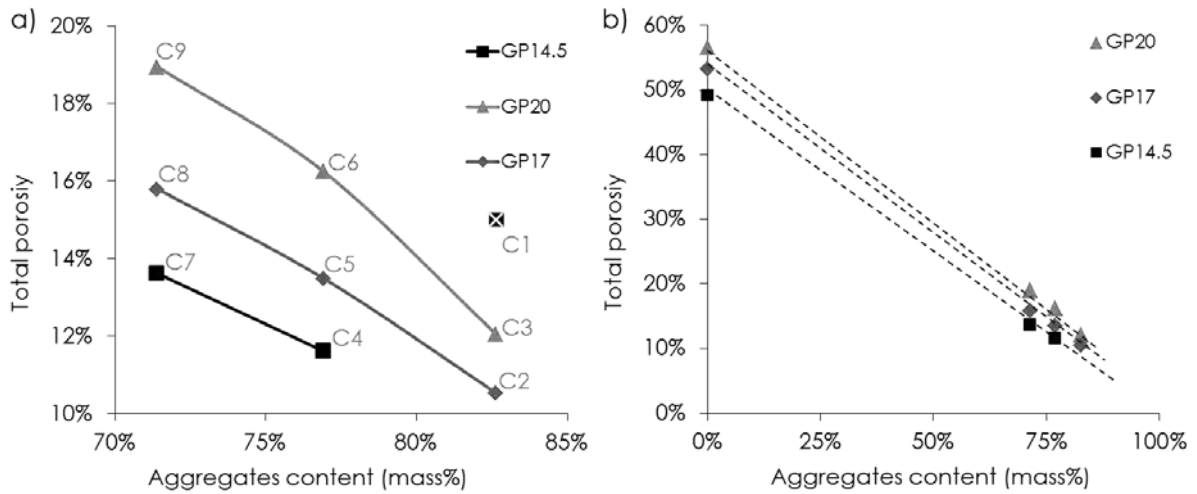 a)
20%
18%
16%
14%
12%
10%
Total porosiy
70%
75%
80%
85%
Aggregates content (mass%)
C9
C6
C8
C1
C5
C7
C3
C4
C2
GP14.5
GP20
GP17
b)
60%
50%
40%
30%
20%
10%
0%
Total porosiy
0%
25%
50%
75%
100%
Aggregates content (mass%)
GP20
GP17
GP14.5